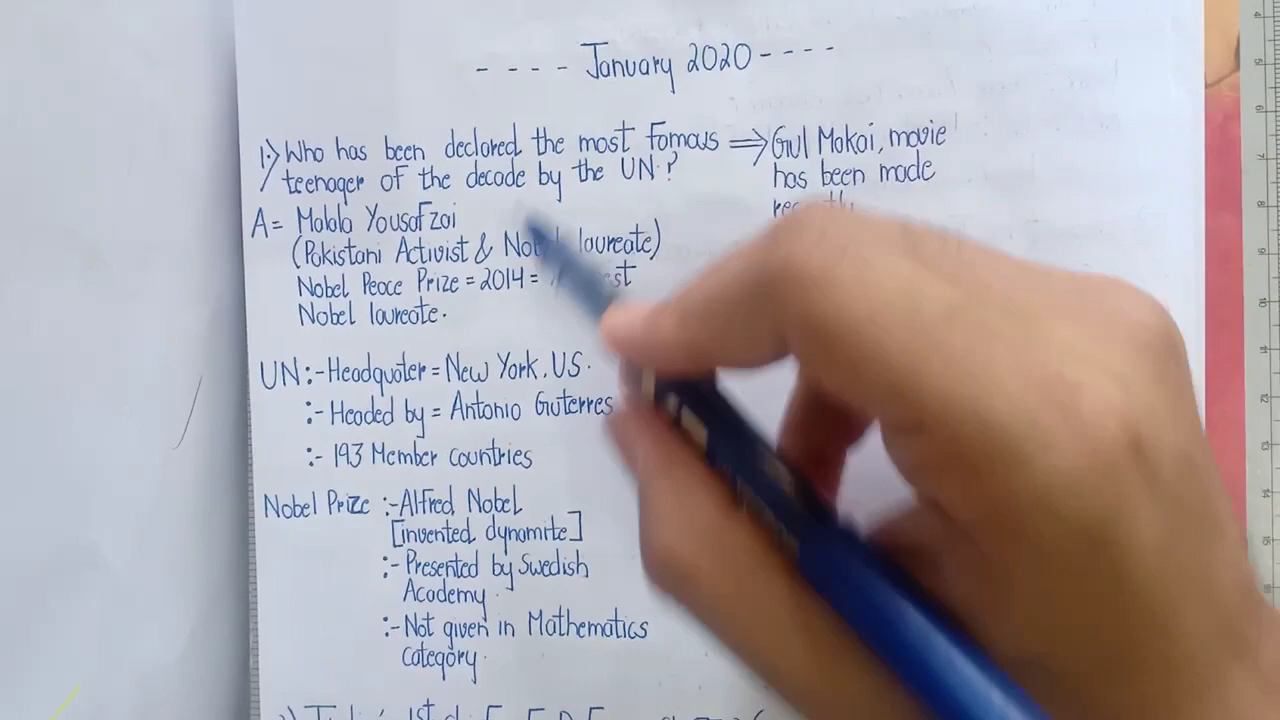 - - - - January 2020 - - - -
1:> Who has been declared the most Famous => Gul Makai, movie
teenager of the decade by the UN.? has been made
A= Malala Yousafzai
(Pakistani Activist & laureate)
Nobel Peace Prize = 2014 =
Nobel laureate.
UN:- Headquater = New York, US.
:- Headed by = Antonio Guterres
:- 193 Member countries
Nobel Prize :- Alfred Nobel
[invented dynamite]
:- Presented by Swedish
Academy.
:- Not given in Mathematics
category.